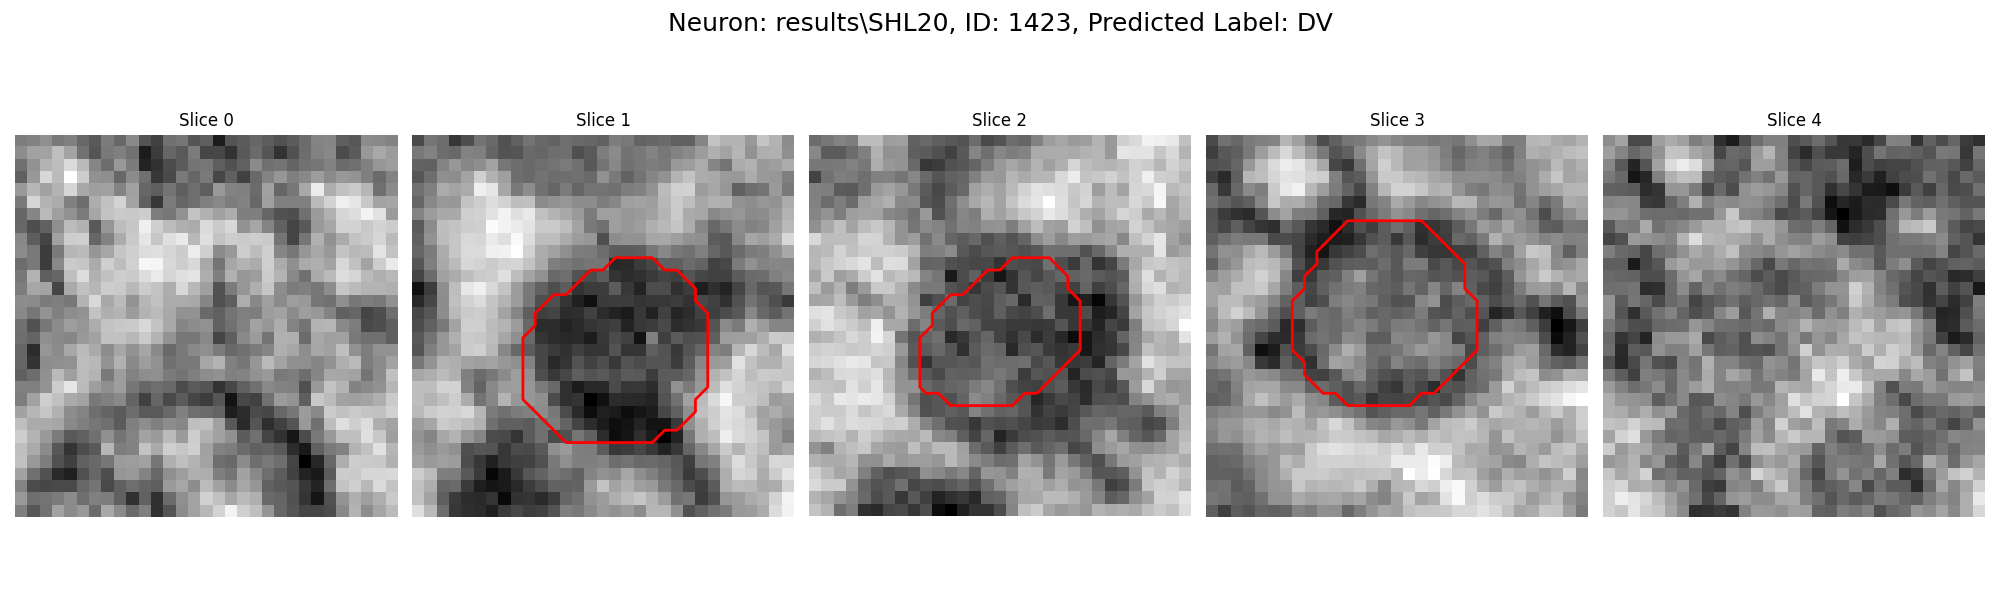 Neuron: results\SHL20, ID: 1423, Predicted Label: DV
Slice 0
Slice 1
Slice 2
Slice 3
Slice 4